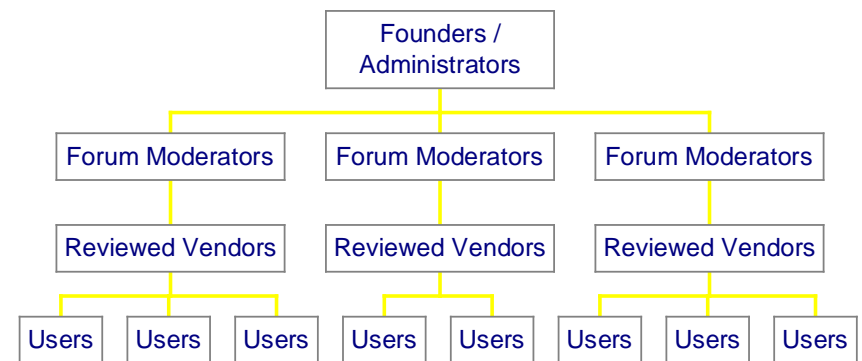 Founders /
Administrators
Forum Moderators
Forum Moderators
Forum Moderators
Reviewed Vendors
Reviewed Vendors
Reviewed Vendors
Users
Users
Users
Users
Users
Users
Users
Users